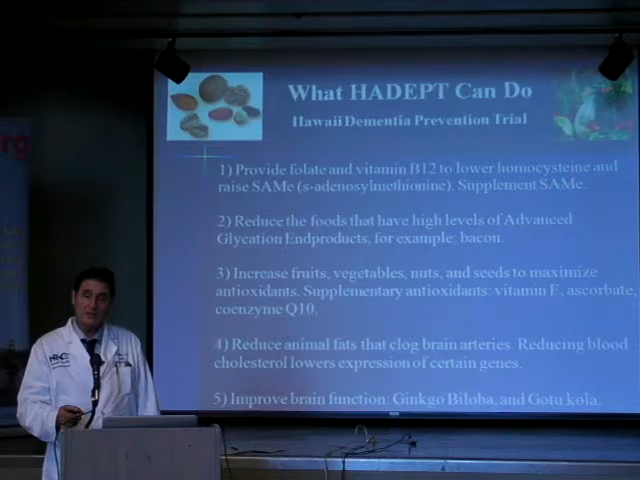 What HADEPT Can Do
Hawaii Dementia Prevention Trial
1) Provide folate and vitamin B12 to lower homocysteine and
raise SAMe (s-adenosylmethionine). Supplement SAMe.
2) Reduce the foods that have high levels of Advanced
Glycation Endproducts, for example; bacon.
3) Increase fruits, vegetables, nuts, and seeds to maximize
antioxidants. Supplementary antioxidants: vitamin E, ascorbate,
coenzyme Q10.
4) Reduce animal fats that clog brain arteries. Reducing blood
cholesterol lowers expression of certain genes.
5) Improve brain function: Ginkgo Biloba, and Gotu kola.
rg